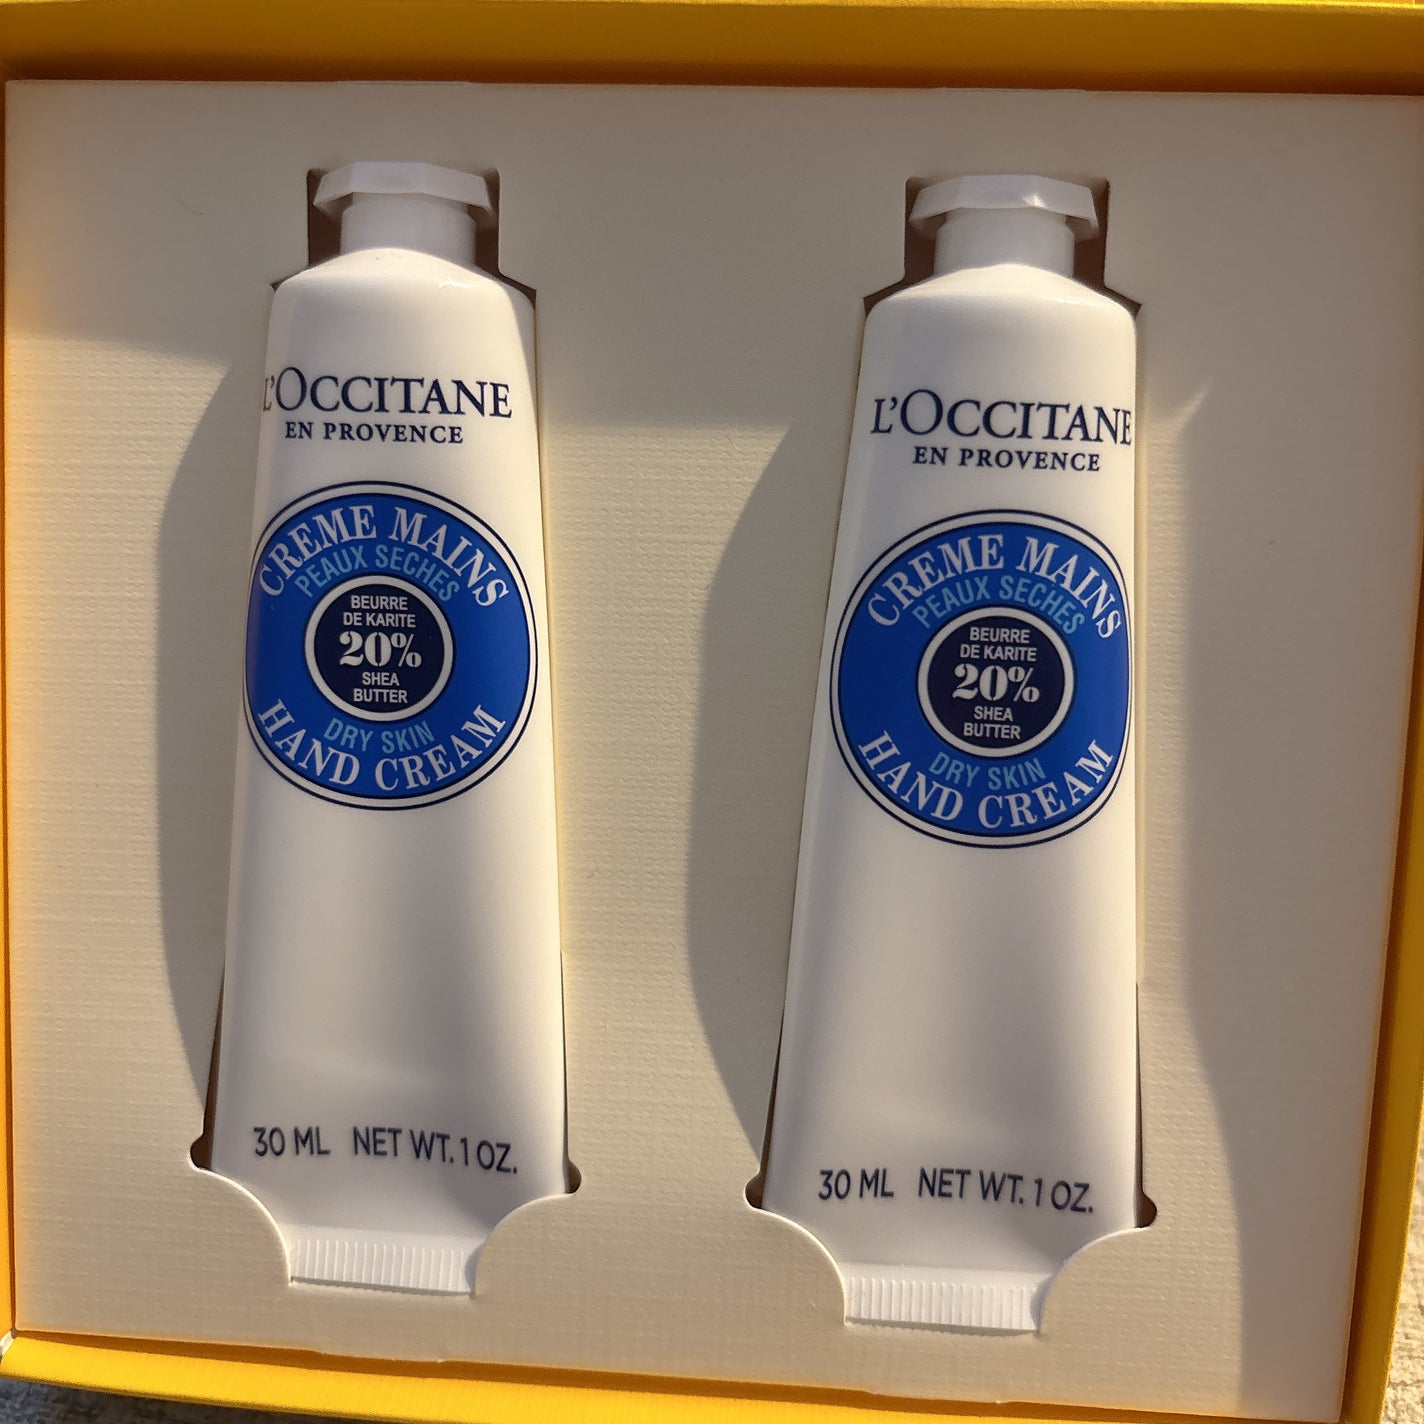 L'OCCITANE
EN PROVENCE
CREME MAINS
PEAUX SECHES
BEURRE
DE KARITE
20%
SHEA
BUTTER
DRY SKIN
HAND CREAM
30 ML NET WT. 1 OZ.
L'OCCITANE
EN PROVENCE
CREME MAINS
PEAUX SECHES
BEURRE
DE KARITE
20%
SHEA
BUTTER
DRY SKIN
HAND CREAM
30 ML NET WT. 1 OZ.